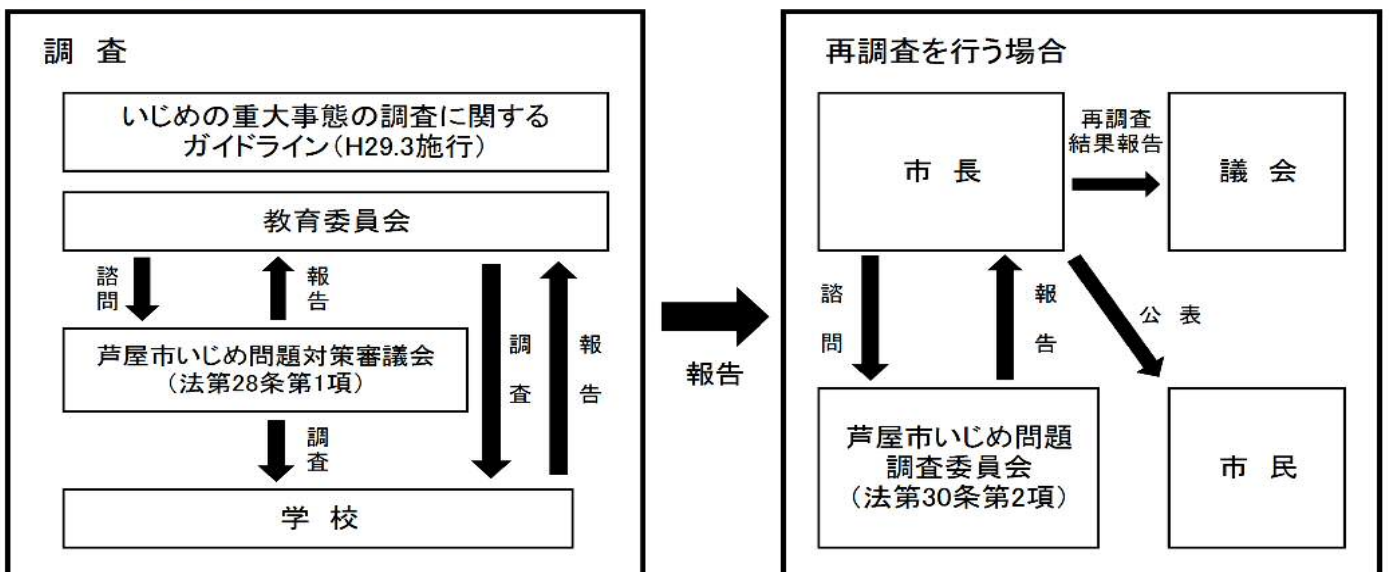 調 査
いじめの重大事態の調査に関する
ガイドライン（H29.3施行）
教育委員会
諮問
報告
芦屋市いじめ問題対策審議会
（法第28条第1項）
調査
調査
報告
学 校
報告
再調査を行う場合
市 長
再調査
結果報告
議 会
諮問
報告
公 表
芦屋市いじめ問題
調査委員会
（法第30条第2項）
市 民